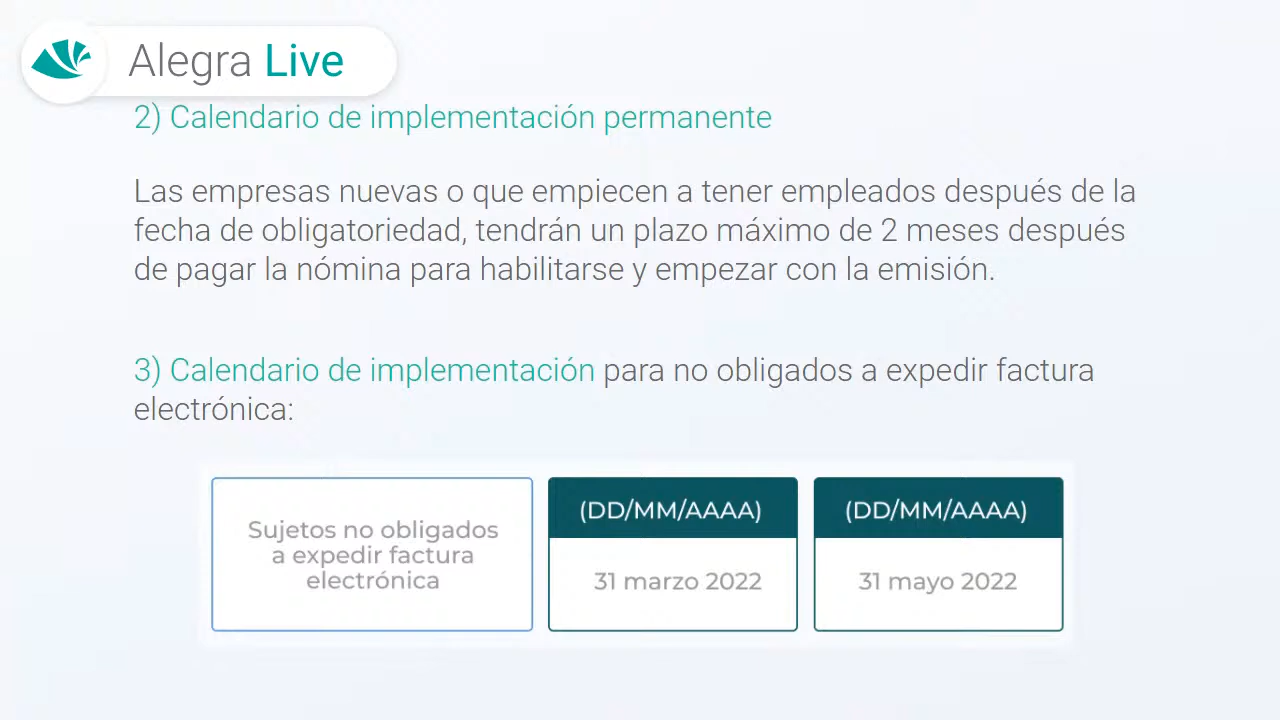 Alegra Live
2) Calendario de implementación permanente
Las empresas nuevas o que empiecen a tener empleados después de la
fecha de obligatoriedad, tendrán un plazo máximo de 2 meses después
de pagar la nómina para habilitarse y empezar con la emisión.
3) Calendario de implementación para no obligados a expedir factura
electrónica:
Sujetos no obligados
a expedir factura
electrónica
(DD/MM/AAAA)
31 marzo 2022
(DD/MM/AAAA)
31 mayo 2022